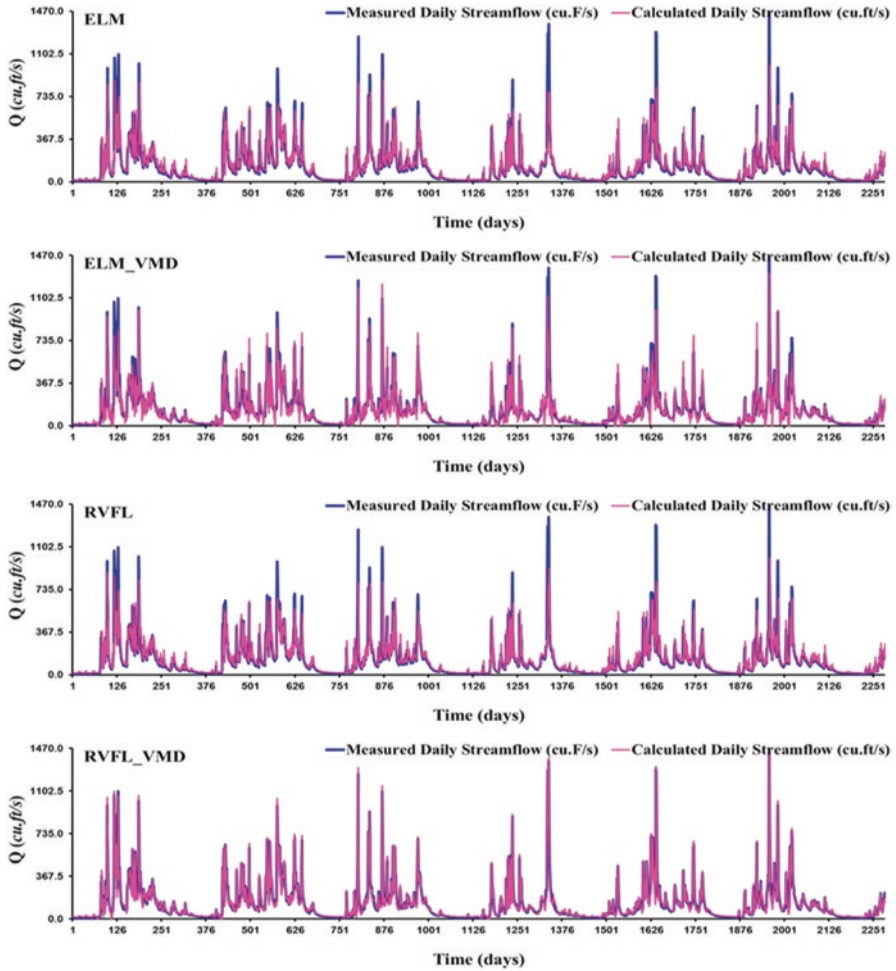 ELM
Measured Daily Streamflow (cu.F/s) Calculated Daily Streamflow (cu.ft/s)
Q (cu.ft/s)
1470.0
1102.5
735.0
367.5
0.0
1 126 251 376 501 626 751 876 1001 1126 1251 1376 1501 1626 1751 1876 2001 2126 2251
Time (days)
ELM_VMD
Measured Daily Streamflow (cu.F/s) Calculated Daily Streamflow (cu.ft/s)
Q (cu.ft/s)
1470.0
1102.5
735.0
367.5
0.0
1 126 251 376 501 626 751 876 1001 1126 1251 1376 1501 1626 1751 1876 2001 2126 2251
Time (days)
RVFL
Measured Daily Streamflow (cu.F/s) Calculated Daily Streamflow (cu.ft/s)
Q (cu.ft/s)
1470.0
1102.5
735.0
367.5
0.0
1 126 251 376 501 626 751 876 1001 1126 1251 1376 1501 1626 1751 1876 2001 2126 2251
Time (days)
RVFL_VMD
Measured Daily Streamflow (cu.F/s) Calculated Daily Streamflow (cu.ft/s)
Q (cu.ft/s)
1470.0
1102.5
735.0
367.5
0.0
1 126 251 376 501 626 751 876 1001 1126 1251 1376 1501 1626 1751 1876 2001 2126 2251
Time (days)